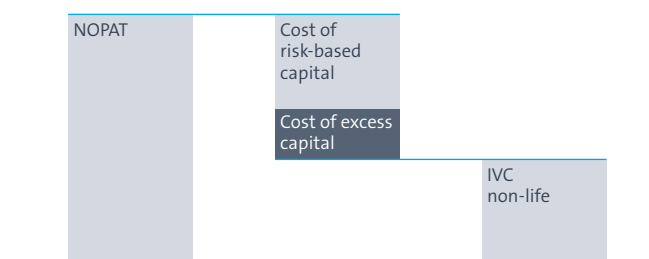 NOPAT
Cost of
risk-based
capital
Cost of excess
capital
IVC
non-life